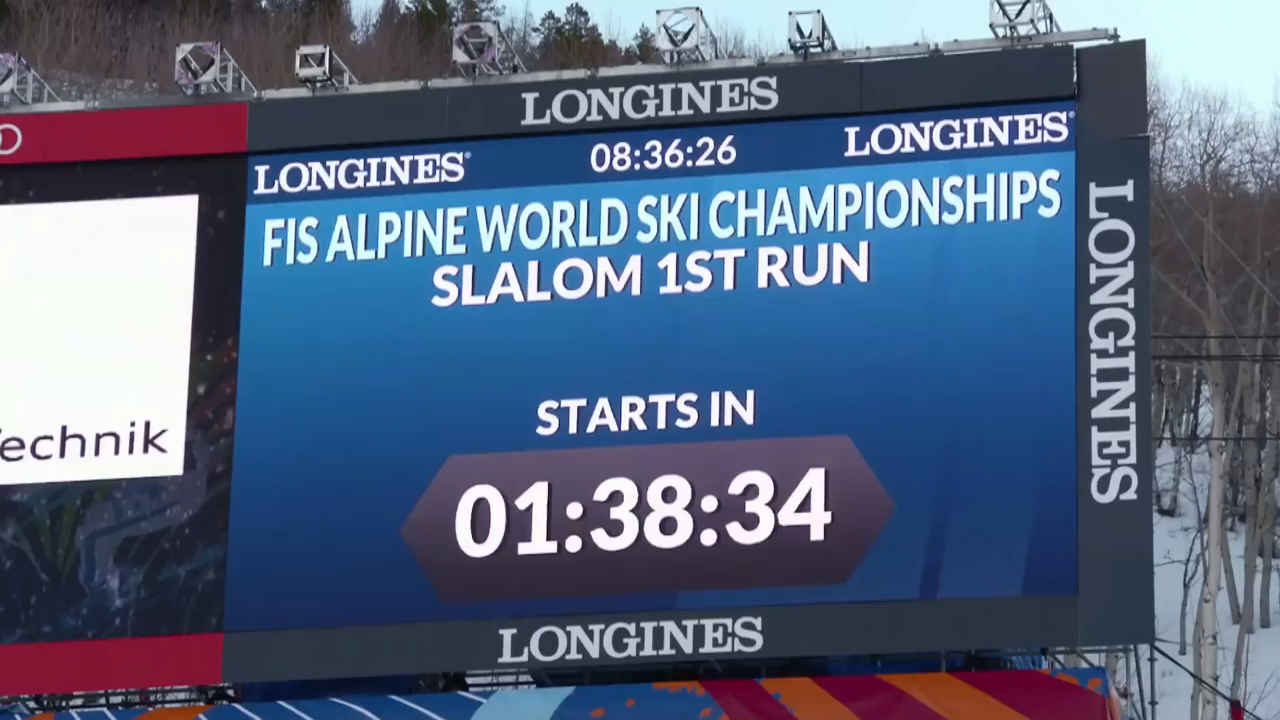 LONGINES
LONGINES 08:36:26 LONGINES
FIS ALPINE WORLD SKI CHAMPIONSHIPS
SLALOM 1ST RUN
STARTS IN
01:38:34
LONGINES
LONGINES